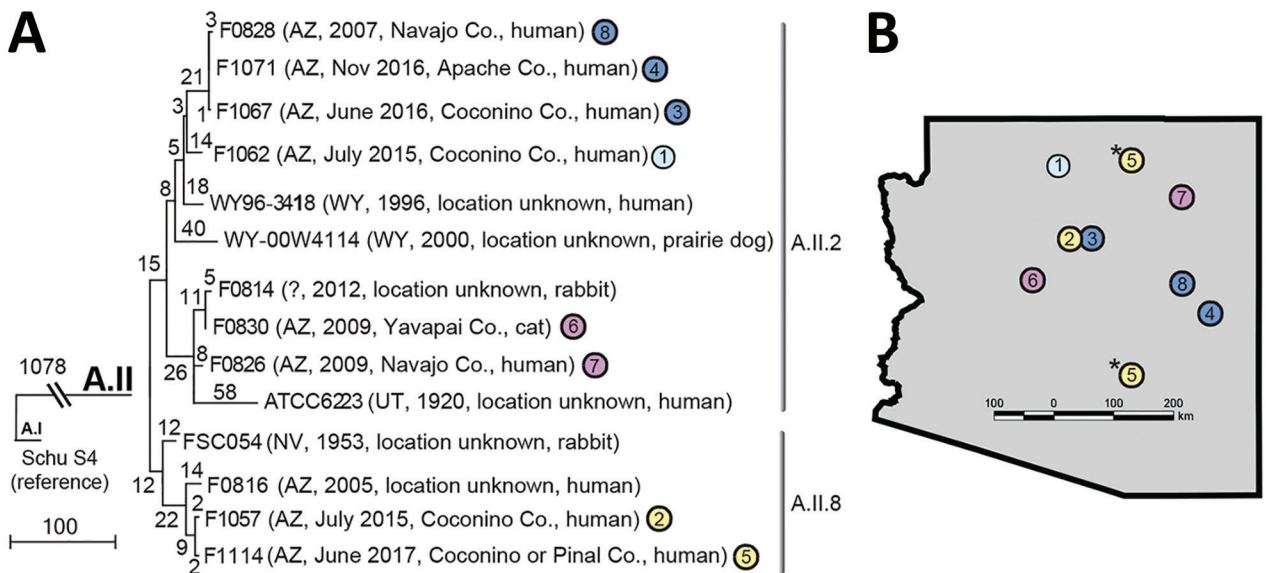 A
3
F0828 (AZ, 2007, Navajo Co., human) 8
21
F1071 (AZ, Nov 2016, Apache Co., human) 4
3
1
F1067 (AZ, June 2016, Coconino Co., human) 3
5
14
F1062 (AZ, July 2015, Coconino Co., human) 1
8
18
WY96-3418 (WY, 1996, location unknown, human)
40
WY-00W4114 (WY, 2000, location unknown, prairie dog)
A.II.2
15
5
F0814 (?, 2012, location unknown, rabbit)
11
F0830 (AZ, 2009, Yavapai Co., cat) 6
8
F0826 (AZ, 2009, Navajo Co., human) 7
26
58
ATCC6223 (UT, 1920, location unknown, human)
1078
A.II
A.I
Schu S4
(reference)
100
12
FSC054 (NV, 1953, location unknown, rabbit)
12
14
F0816 (AZ, 2005, location unknown, human)
A.II.8
2
22
F1057 (AZ, July 2015, Coconino Co., human) 2
9
F1114 (AZ, June 2017, Coconino or Pinal Co., human) 5
2
B
1
* 5
7
2 3
6
8
4
* 5
100 0 100 200
km